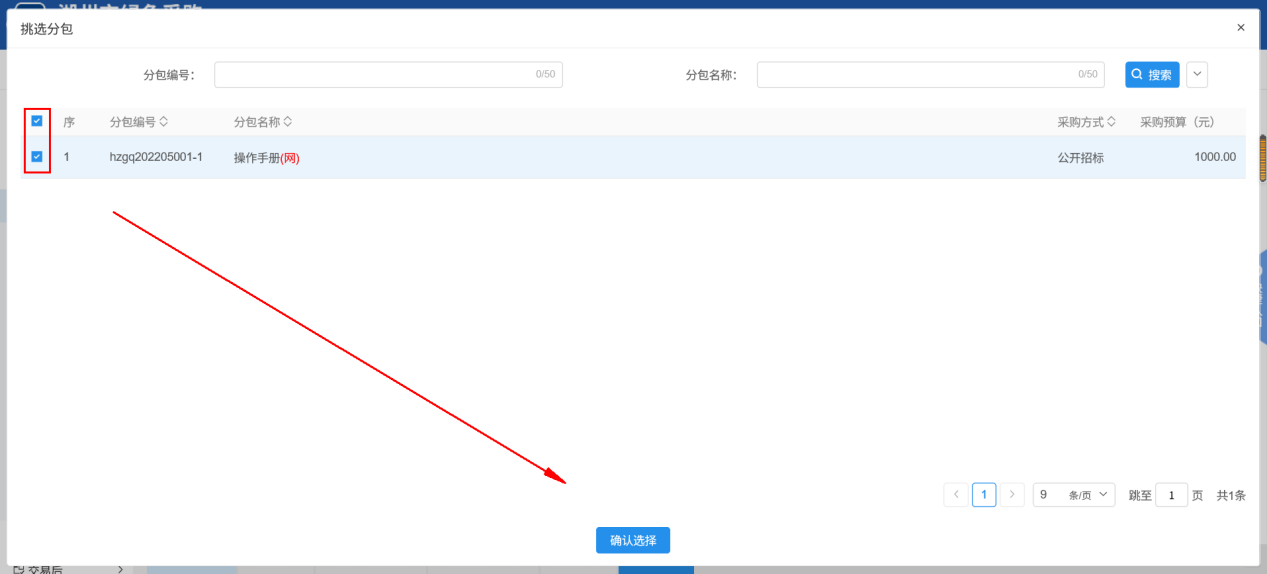 挑选分包 ×
分包编号： 0/50 分包名称： 0/50 搜索
序 分包编号 分包名称 采购方式 采购预算（元）
1 hzgq202205001-1 操作手册(网) 公开招标 1000.00
1 9 条/页 跳至 1 页 共1条
确认选择
交易后